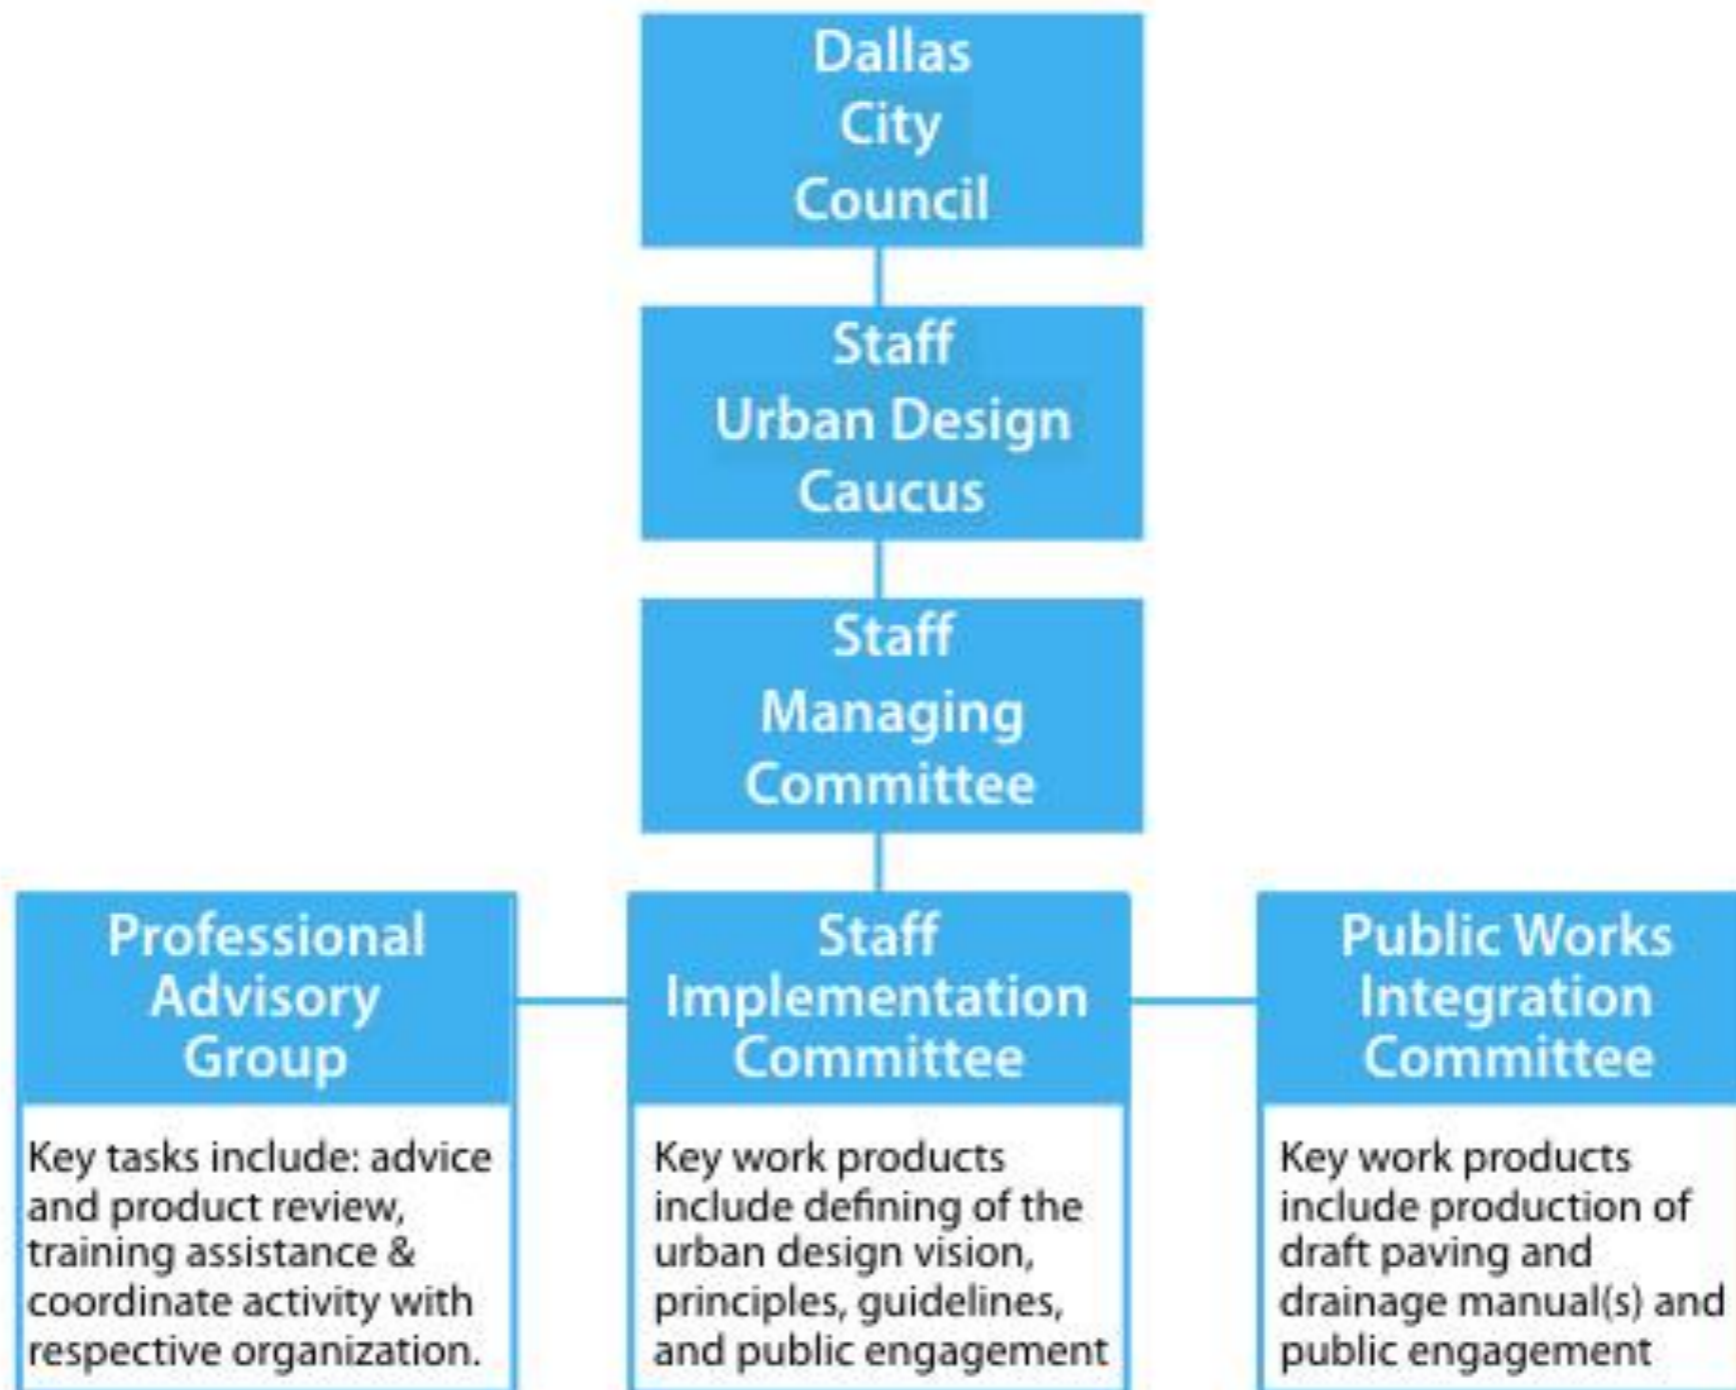 Dallas
City
Council
Staff
Urban Design
Caucus
Staff
Managing
Committee
Professional
Advisory
Group
Key tasks include: advice
and product review,
training assistance &
coordinate activity with
respective organization.
Staff
Implementation
Committee
Key work products
include defining of the
urban design vision,
principles, guidelines,
and public engagement
Public Works
Integration
Committee
Key work products
include production of
draft paving and
drainage manual(s) and
public engagement